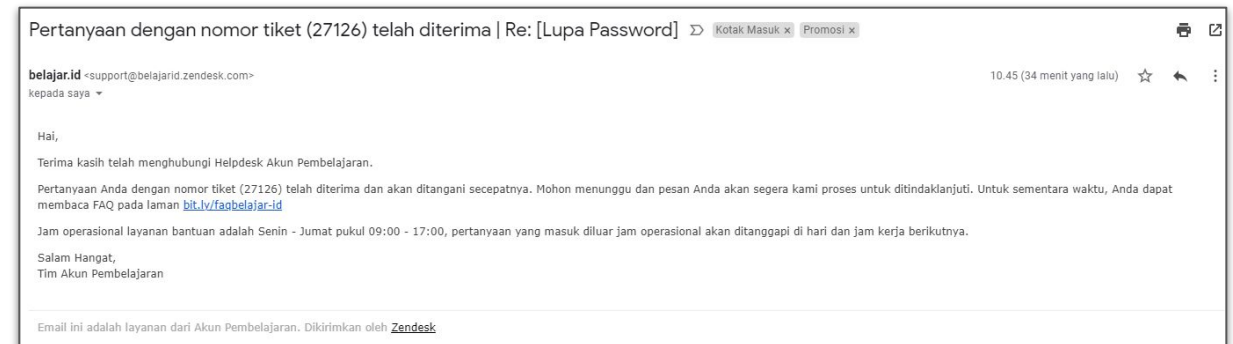 Pertanyaan dengan nomor tiket (27126) telah diterima | Re: [Lupa Password] Kotak Masuk x Promosi x
belajar.id <support@belajarid.zendesk.com> 10.45 (34 menit yang lalu)
kepada saya
Hai,
Terima kasih telah menghubungi Helpdesk Akun Pembelajaran.
Pertanyaan Anda dengan nomor tiket (27126) telah diterima dan akan ditangani secepatnya. Mohon menunggu dan pesan Anda akan segera kami proses untuk ditindaklanjuti. Untuk sementara waktu, Anda dapat
membaca FAQ pada laman bit.ly/faqbelajar-id
Jam operasional layanan bantuan adalah Senin - Jumat pukul 09:00 - 17:00, pertanyaan yang masuk diluar jam operasional akan ditanggapi di hari dan jam kerja berikutnya.
Salam Hangat,
Tim Akun Pembelajaran
Email ini adalah layanan dari Akun Pembelajaran. Dikirimkan oleh Zendesk